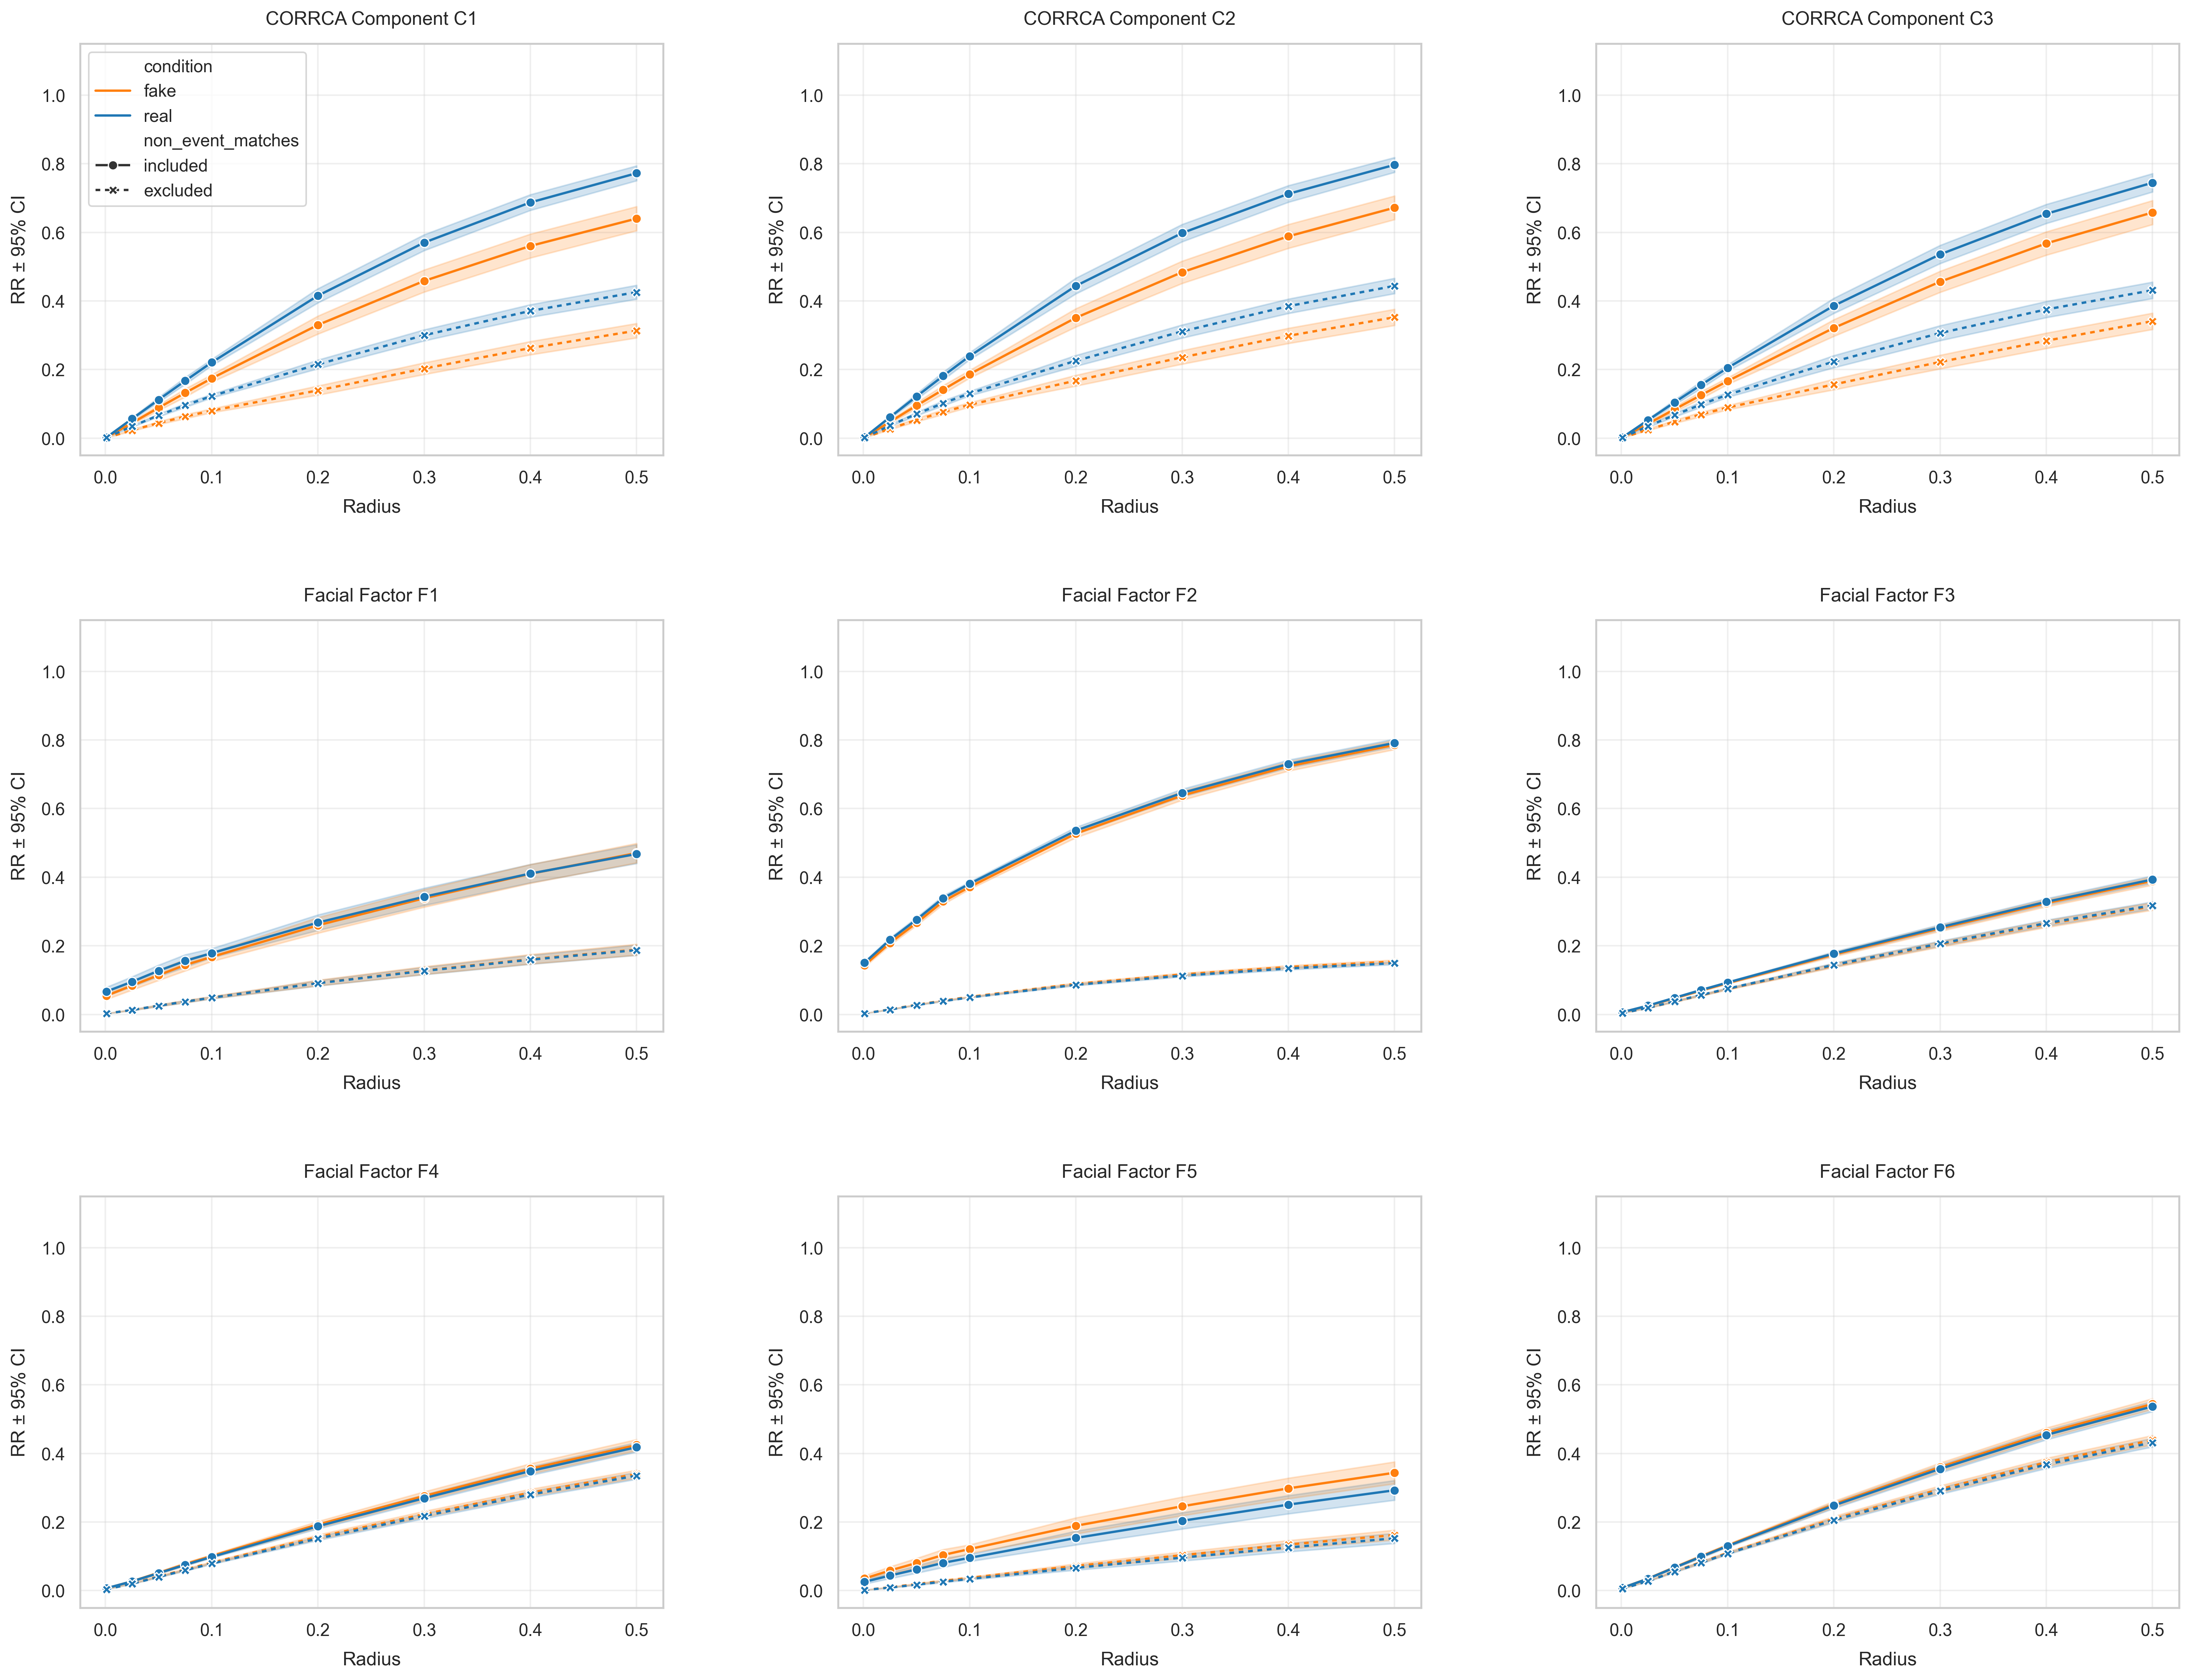 CORRCA Component C1
condition
fake
real
non_event_matches
included
excluded
1.0
0.8
0.6
0.4
0.2
0.0
RR ± 95% CI
0.0 0.1 0.2 0.3 0.4 0.5
Radius
CORRCA Component C2
1.0
0.8
0.6
0.4
0.2
0.0
RR ± 95% CI
0.0 0.1 0.2 0.3 0.4 0.5
Radius
CORRCA Component C3
1.0
0.8
0.6
0.4
0.2
0.0
RR ± 95% CI
0.0 0.1 0.2 0.3 0.4 0.5
Radius
Facial Factor F1
1.0
0.8
0.6
0.4
0.2
0.0
RR ± 95% CI
0.0 0.1 0.2 0.3 0.4 0.5
Radius
Facial Factor F2
1.0
0.8
0.6
0.4
0.2
0.0
RR ± 95% CI
0.0 0.1 0.2 0.3 0.4 0.5
Radius
Facial Factor F3
1.0
0.8
0.6
0.4
0.2
0.0
RR ± 95% CI
0.0 0.1 0.2 0.3 0.4 0.5
Radius
Facial Factor F4
1.0
0.8
0.6
0.4
0.2
0.0
RR ± 95% CI
0.0 0.1 0.2 0.3 0.4 0.5
Radius
Facial Factor F5
1.0
0.8
0.6
0.4
0.2
0.0
RR ± 95% CI
0.0 0.1 0.2 0.3 0.4 0.5
Radius
Facial Factor F6
1.0
0.8
0.6
0.4
0.2
0.0
RR ± 95% CI
0.0 0.1 0.2 0.3 0.4 0.5
Radius